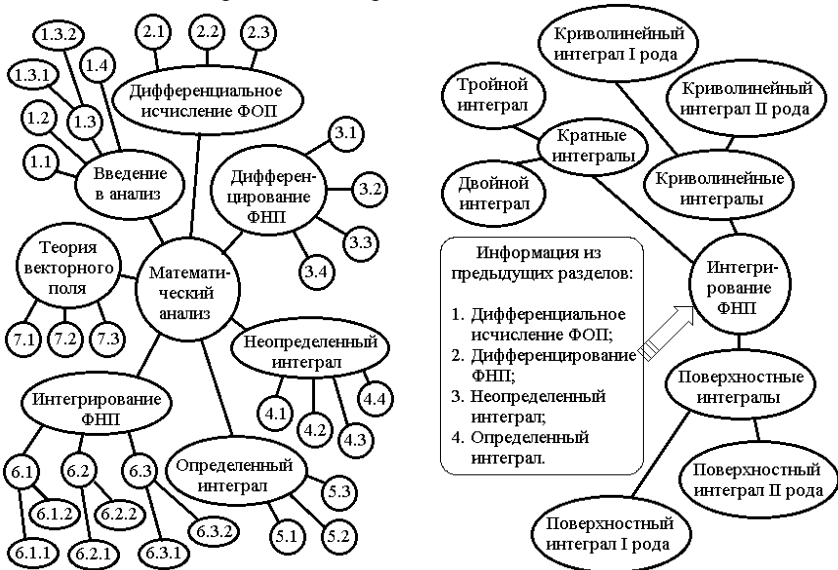 1.3.2
2.1
2.2
2.3
1.3.1
1.4
1.2
1.3
1.1
Дифференциальное
исчисление ФОП
Введение
в анализ
3.1
3.2
3.3
3.4
Дифферен-
цирование
ФНП
Теория
векторного
поля
7.1
7.2
7.3
Математи-
ческий
анализ
Неопределенный
интеграл
4.1
4.2
4.3
4.4
Интегрирование
ФНП
6.1
6.2
6.3
6.1.2
6.2.2
6.3.2
6.1.1
6.2.1
6.3.1
Определенный
интеграл
5.3
5.1
5.2
Криволинейный
интеграл I рода
Тройной
интеграл
Криволинейный
интеграл II рода
Кратные
интегралы
Двойной
интеграл
Криволинейные
интегралы
Информация из
предыдущих разделов:
1. Дифференциальное
исчисление ФОП;
2. Дифференцирование
ФНП;
3. Неопределенный
интеграл;
4. Определенный
интеграл.
Интегри-
рование
ФНП
Поверхностные
интегралы
Поверхностный
интеграл II рода
Поверхностный
интеграл I рода